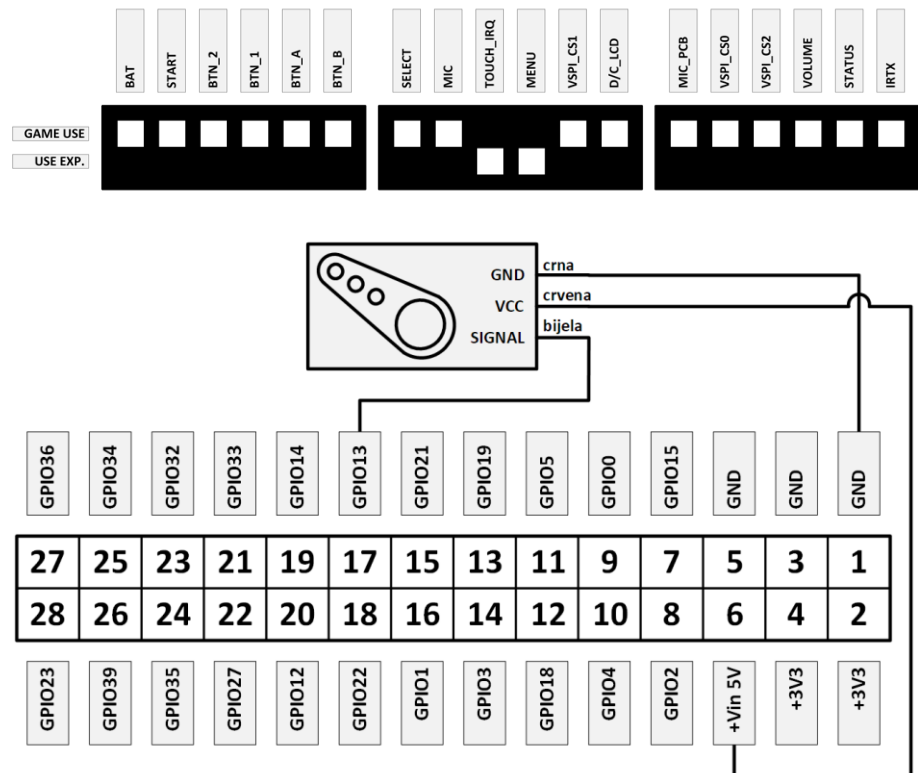 BAT START BTN_2 BTN_1 BTN_A BTN_B SELECT MIC TOUCH_IRQ MENU VSPI_CS1 D/C_LCD MIC_PCB VSPI_CS0 VSPI_CS2 VOLUME STATUS IRTX
GAME USE
USE EXP.
GND crna
VCC crvena
SIGNAL bijela
GPIO36 GPIO34 GPIO32 GPIO33 GPIO14 GPIO13 GPIO21 GPIO19 GPIO5 GPIO0 GPIO15 GND GND GND
27 25 23 21 19 17 15 13 11 9 7 5 3 1
28 26 24 22 20 18 16 14 12 10 8 6 4 2
GPIO23 GPIO39 GPIO35 GPIO27 GPIO12 GPIO22 GPIO1 GPIO3 GPIO18 GPIO4 GPIO2 +Vin 5V +3V3 +3V3